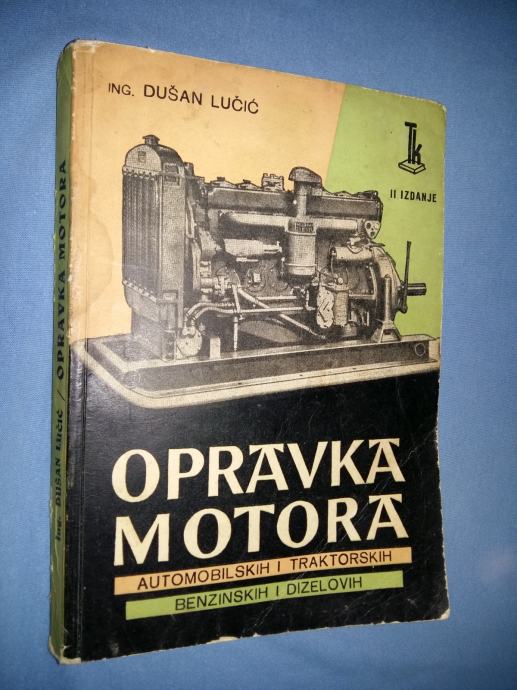 ING. DUŠAN LUČIĆ
Tk
II IZDANJE
OPRAVKA
MOTORA
AUTOMOBILSKIH I TRAKTORSKIH
BENZINSKIH I DIZELOVIH
Ing. DUŠAN LUČIĆ / OPRAVKA MOTORA